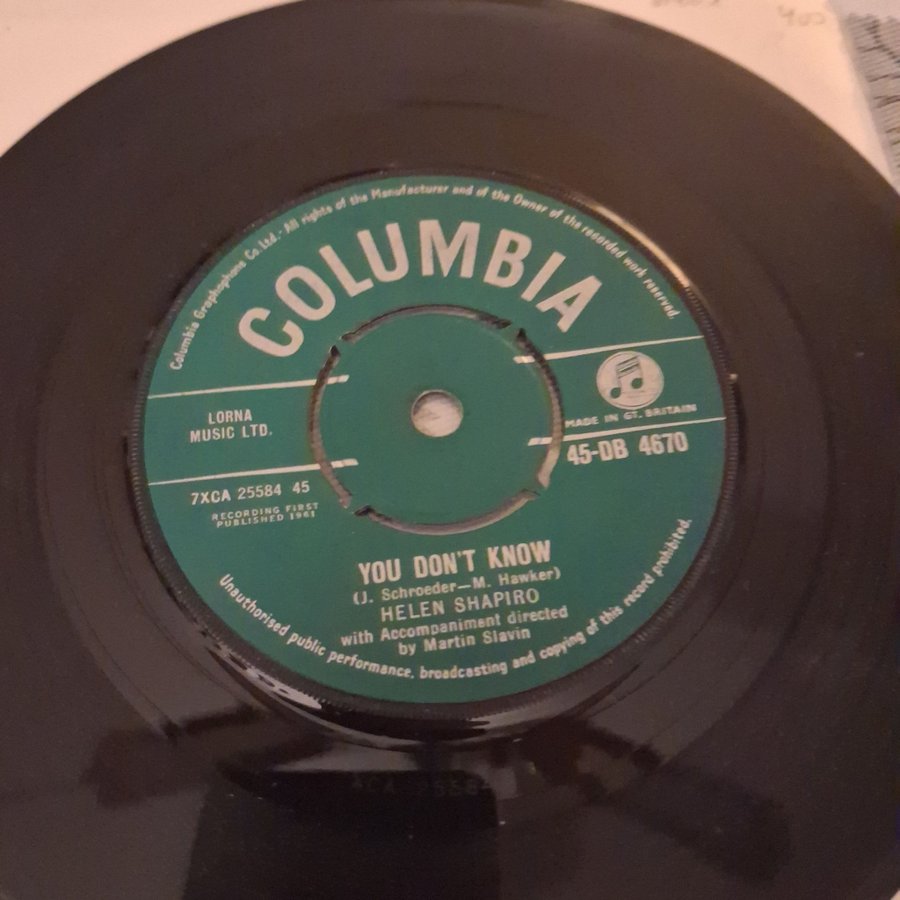 Columbia Graphophone Co. Ltd. - All rights of the Manufacturer and of the Owner of the recorded work reserved.
COLUMBIA
LORNA
MUSIC LTD.
MADE IN GT. BRITAIN
45-DB 4670
7XCA 25584 45
RECORDING FIRST
PUBLISHED 1961
YOU DON'T KNOW
(J. Schroeder—M. Hawker)
HELEN SHAPIRO
with Accompaniment directed
by Martin Slavin
Unauthorised public performance, broadcasting and copying of this record prohibited.